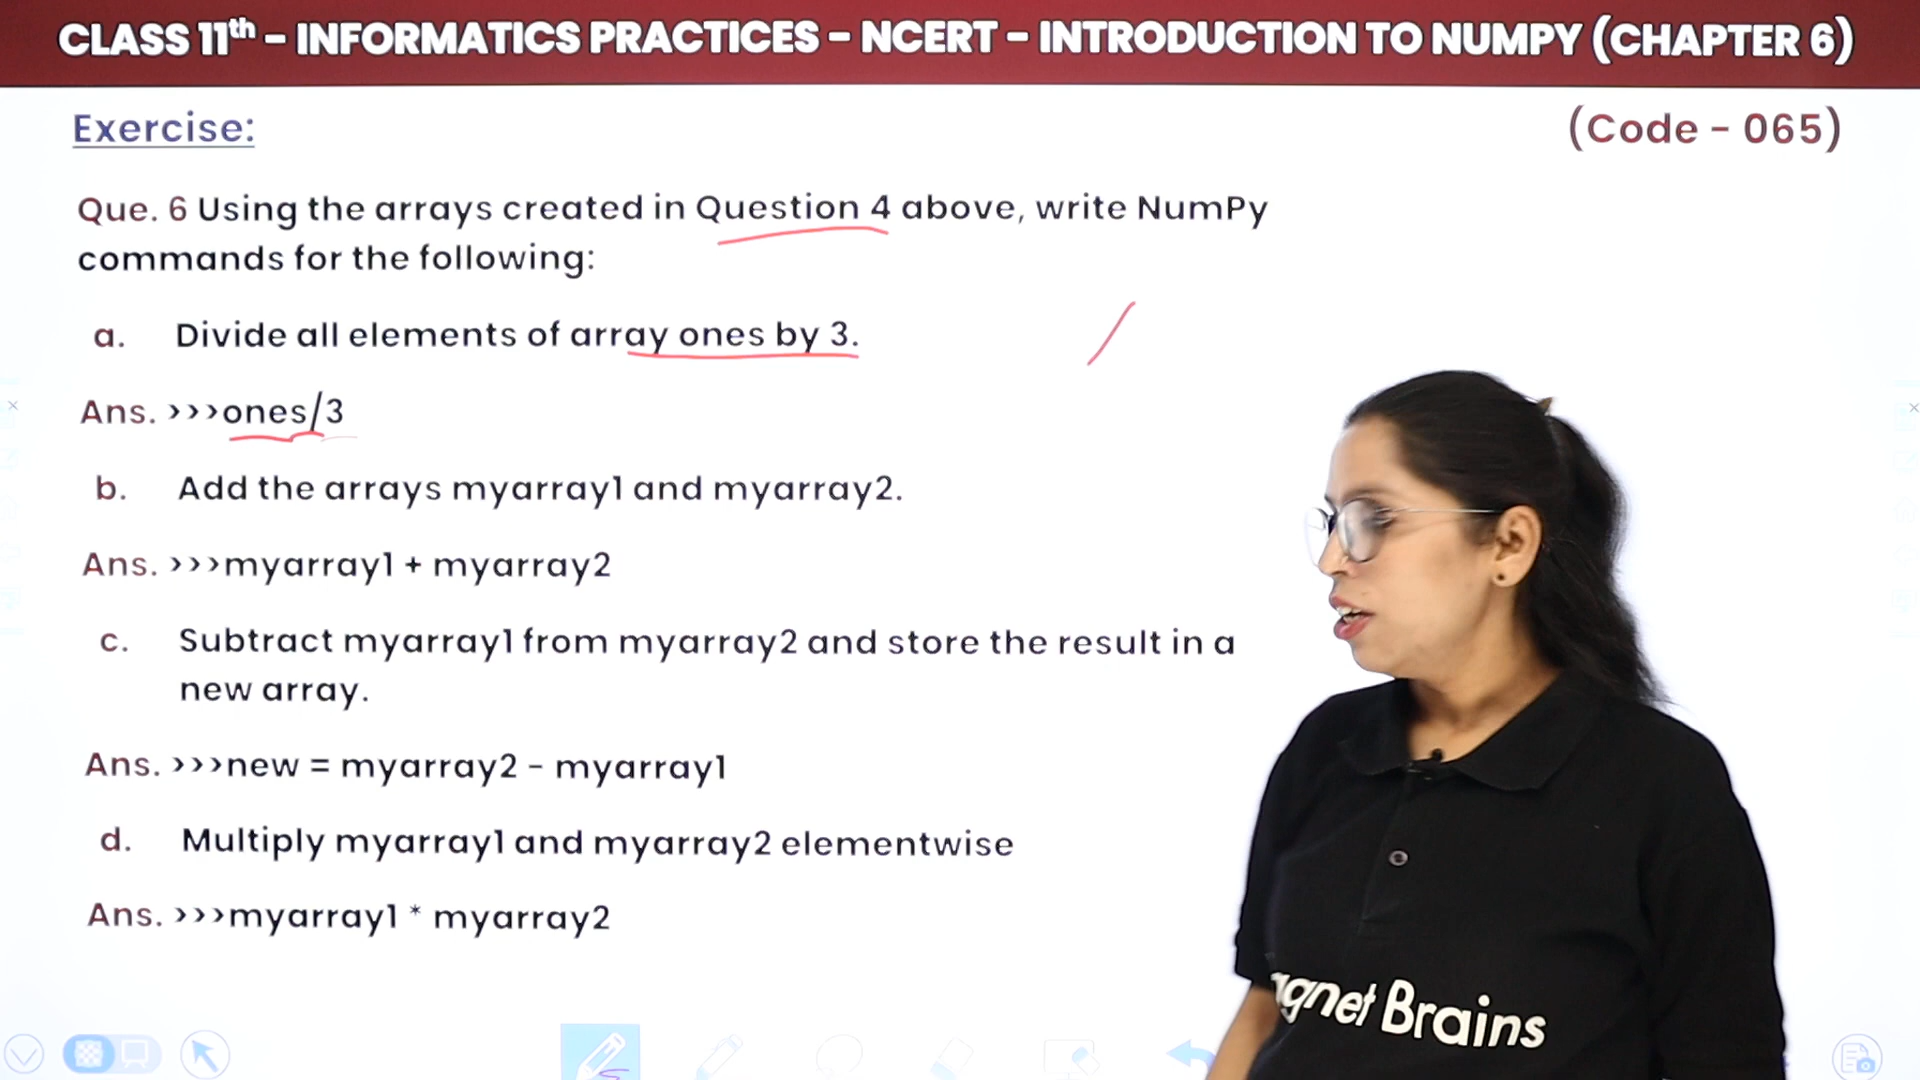 CLASS 11th - INFORMATICS PRACTICES - NCERT - INTRODUCTION TO NUMPY (CHAPTER 6)
Exercise:
(Code - 065)
Que. 6 Using the arrays created in Question 4 above, write NumPy
commands for the following:
a. Divide all elements of array ones by 3.
Ans. >>>ones/3
b. Add the arrays myarray1 and myarray2.
Ans. >>>myarray1 + myarray2
c. Subtract myarray1 from myarray2 and store the result in a
new array.
Ans. >>>new = myarray2 - myarray1
d. Multiply myarray1 and myarray2 elementwise
Ans. >>>myarray1 * myarray2
agnet Brains